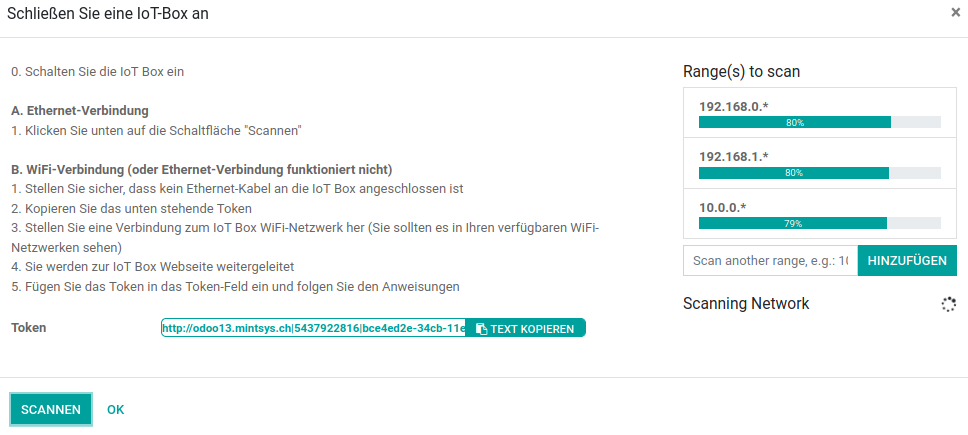 Schließen Sie eine IoT-Box an
×
0. Schalten Sie die IoT Box ein
A. Ethernet-Verbindung
1. Klicken Sie unten auf die Schaltfläche "Scannen"
B. WiFi-Verbindung (oder Ethernet-Verbindung funktioniert nicht)
1. Stellen Sie sicher, dass kein Ethernet-Kabel an die IoT Box angeschlossen ist
2. Kopieren Sie das unten stehende Token
3. Stellen Sie eine Verbindung zum IoT Box WiFi-Netzwerk her (Sie sollten es in Ihren verfügbaren WiFi-
Netzwerken sehen)
4. Sie werden zur IoT Box Webseite weitergeleitet
5. Fügen Sie das Token in das Token-Feld ein und folgen Sie den Anweisungen
Token
http://odoo13.mintsys.ch|5437922816|bce4ed2e-34cb-11e
TEXT KOPIEREN
Range(s) to scan
192.168.0.*
80%
192.168.1.*
80%
10.0.0.*
79%
Scan another range, e.g.: 10
HINZUFÜGEN
Scanning Network
SCANNEN
OK